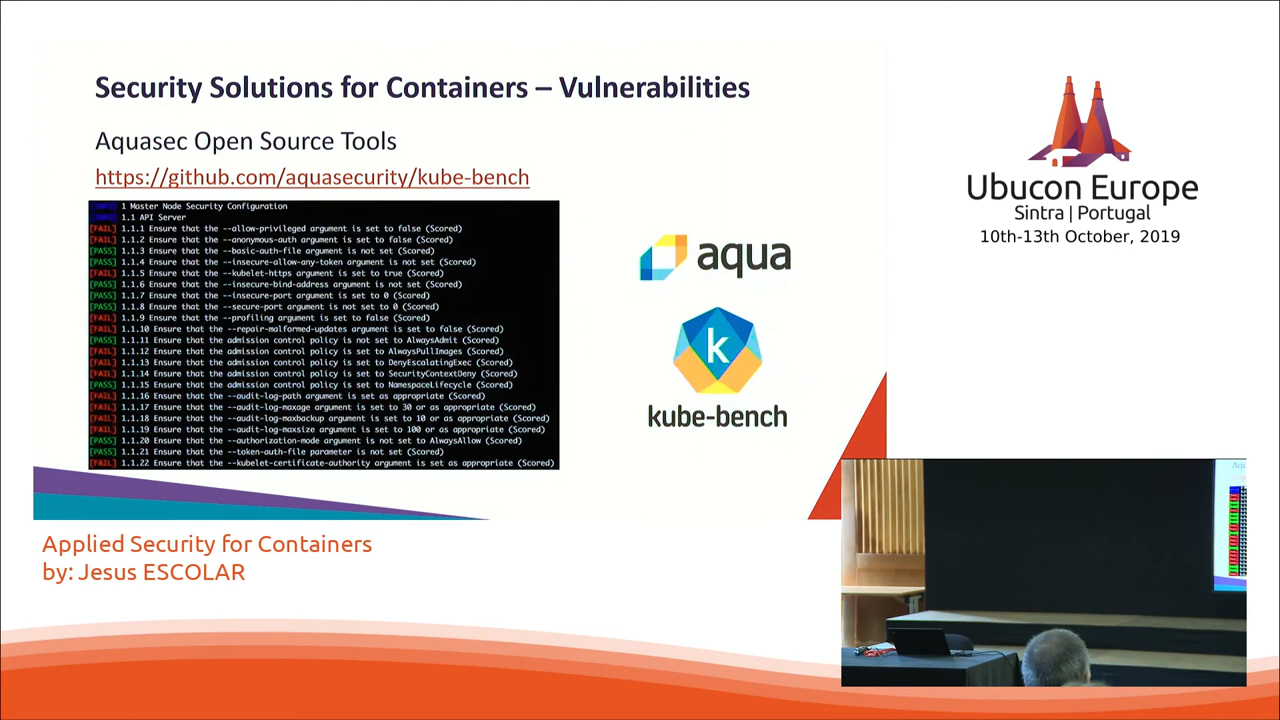 Security Solutions for Containers – Vulnerabilities
Aquasec Open Source Tools
https://github.com/aquasecurity/kube-bench
[INFO] 1 Master Node Security Configuration
[INFO] 1.1 API Server
[FAIL] 1.1.1 Ensure that the --allow-privileged argument is set to false (Scored)
[FAIL] 1.1.2 Ensure that the --anonymous-auth argument is set to false (Scored)
[PASS] 1.1.3 Ensure that the --basic-auth-file argument is not set (Scored)
[PASS] 1.1.4 Ensure that the --insecure-allow-any-token argument is not set (Scored)
[FAIL] 1.1.5 Ensure that the --kubelet-https argument is set to true (Scored)
[PASS] 1.1.6 Ensure that the --insecure-bind-address argument is not set (Scored)
[PASS] 1.1.7 Ensure that the --insecure-port argument is set to 0 (Scored)
[PASS] 1.1.8 Ensure that the --secure-port argument is not set to 0 (Scored)
[FAIL] 1.1.9 Ensure that the --profiling argument is set to false (Scored)
[FAIL] 1.1.10 Ensure that the --repair-malformed-updates argument is set to false (Scored)
[PASS] 1.1.11 Ensure that the admission control policy is not set to AlwaysAdmit (Scored)
[FAIL] 1.1.12 Ensure that the admission control policy is set to AlwaysPullImages (Scored)
[FAIL] 1.1.13 Ensure that the admission control policy is set to DenyEscalatingExec (Scored)
[FAIL] 1.1.14 Ensure that the admission control policy is set to SecurityContextDeny (Scored)
[PASS] 1.1.15 Ensure that the admission control policy is set to NamespaceLifecycle (Scored)
[FAIL] 1.1.16 Ensure that the --audit-log-path argument is set as appropriate (Scored)
[FAIL] 1.1.17 Ensure that the --audit-log-maxage argument is set to 30 or as appropriate (Scored)
[FAIL] 1.1.18 Ensure that the --audit-log-maxbackup argument is set to 10 or as appropriate (Scored)
[FAIL] 1.1.19 Ensure that the --audit-log-maxsize argument is set to 100 or as appropriate (Scored)
[PASS] 1.1.20 Ensure that the --authorization-mode argument is not set to AlwaysAllow (Scored)
[PASS] 1.1.21 Ensure that the --token-auth-file parameter is not set (Scored)
[FAIL] 1.1.22 Ensure that the --kubelet-certificate-authority argument is set as appropriate (Scored)
aqua
k
kube-bench
Ubucon Europe
Sintra | Portugal
10th-13th October, 2019
Applied Security for Containers
by: Jesus ESCOLAR